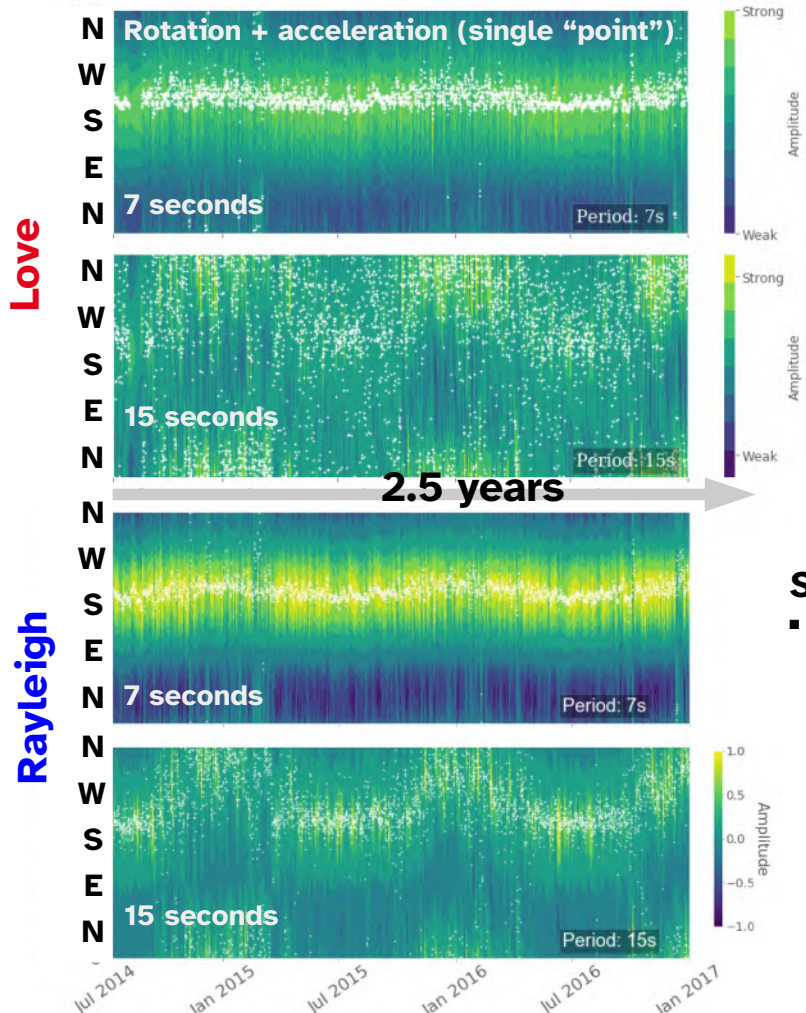 N
W
S
E
N
Rotation + acceleration (single “point”)
7 seconds
Period: 7s
Strong
Amplitude
Weak
Love
N
W
S
E
N
15 seconds
Period: 15s
Strong
Amplitude
Weak
2.5 years
N
W
S
E
N
7 seconds
Period: 7s
S
▪
Rayleigh
N
W
S
E
N
15 seconds
Period: 15s
1.0
0.5
0.0
−0.5
−1.0
Amplitude
Jul 2014
Jan 2015
Jul 2015
Jan 2016
Jul 2016
Jan 2017